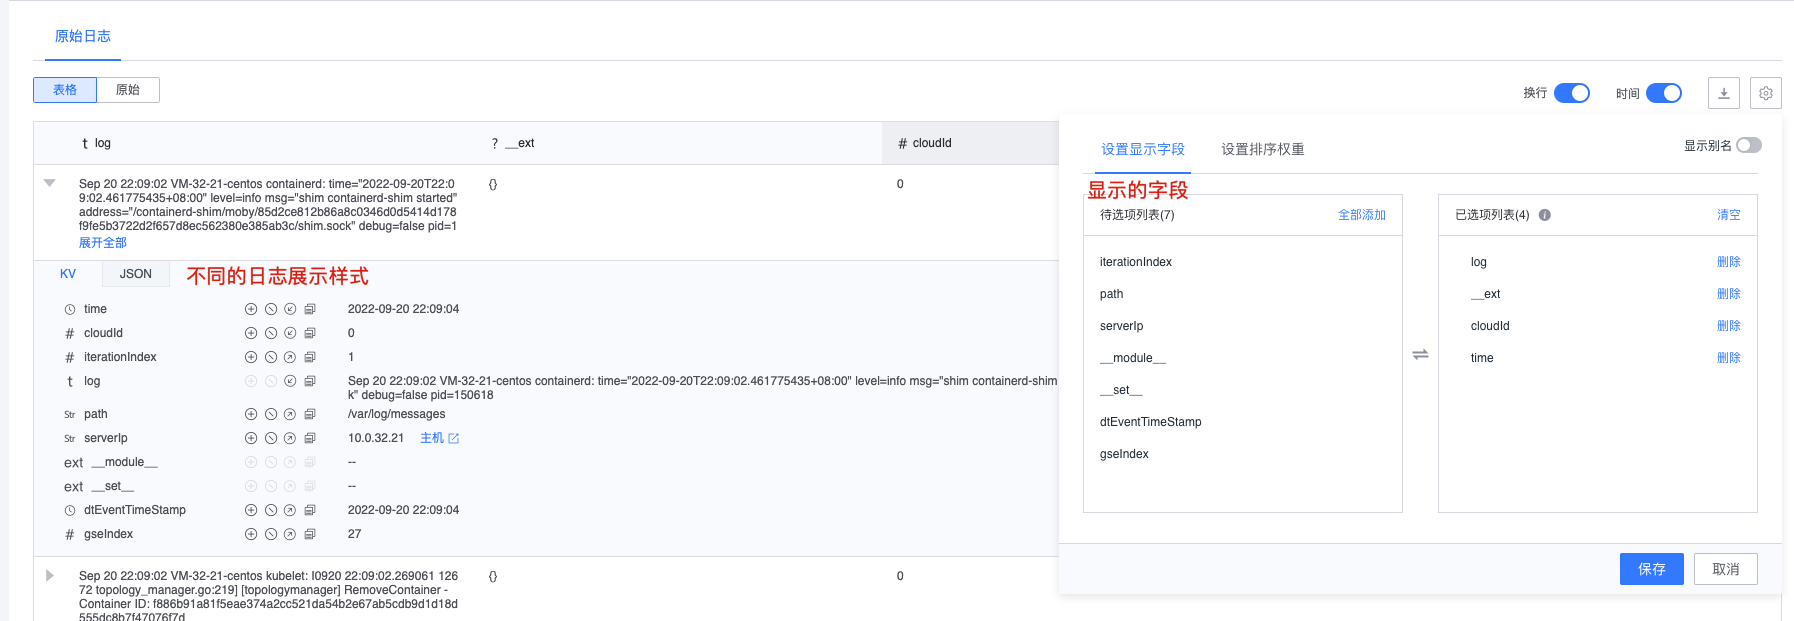 原始日志
表格 原始 换行 时间
t log ? __ext # cloudId
Sep 20 22:09:02 VM-32-21-centos containerd: time="2022-09-20T22:0
9:02.461775435+08:00" level=info msg="shim containerd-shim started"
address="/containerd-shim/moby/85d2ce812b86a8c0346d0d5414d178
f9fe5b3722d2f657d8ec562380e385ab3c/shim.sock" debug=false pid=1
展开全部
{} 0
KV JSON 不同的日志展示样式
time 2022-09-20 22:09:04
# cloudId 0
# iterationIndex 1
t log Sep 20 22:09:02 VM-32-21-centos containerd: time="2022-09-20T22:09:02.461775435+08:00" level=info msg="shim containerd-shim
k" debug=false pid=150618
Str path /var/log/messages
Str serverIp 10.0.32.21 主机
ext __module__ --
ext __set__ --
dtEventTimeStamp 2022-09-20 22:09:04
# gseIndex 27
Sep 20 22:09:02 VM-32-21-centos kubelet: I0920 22:09:02.269061 126
72 topology_manager.go:219] [topologymanager] RemoveContainer -
Container ID: f886b91a81f5eae374a2cc521da54b2e67ab5cdb9d1d18d
555dc8b7f47076f7d
{} 0
设置显示字段 设置排序权重 显示别名
显示的字段
待选项列表(7) 全部添加
iterationIndex
path
serverIp
__module__
__set__
dtEventTimeStamp
gseIndex
已选项列表(4) 清空
log 删除
__ext 删除
cloudId 删除
time 删除
保存 取消